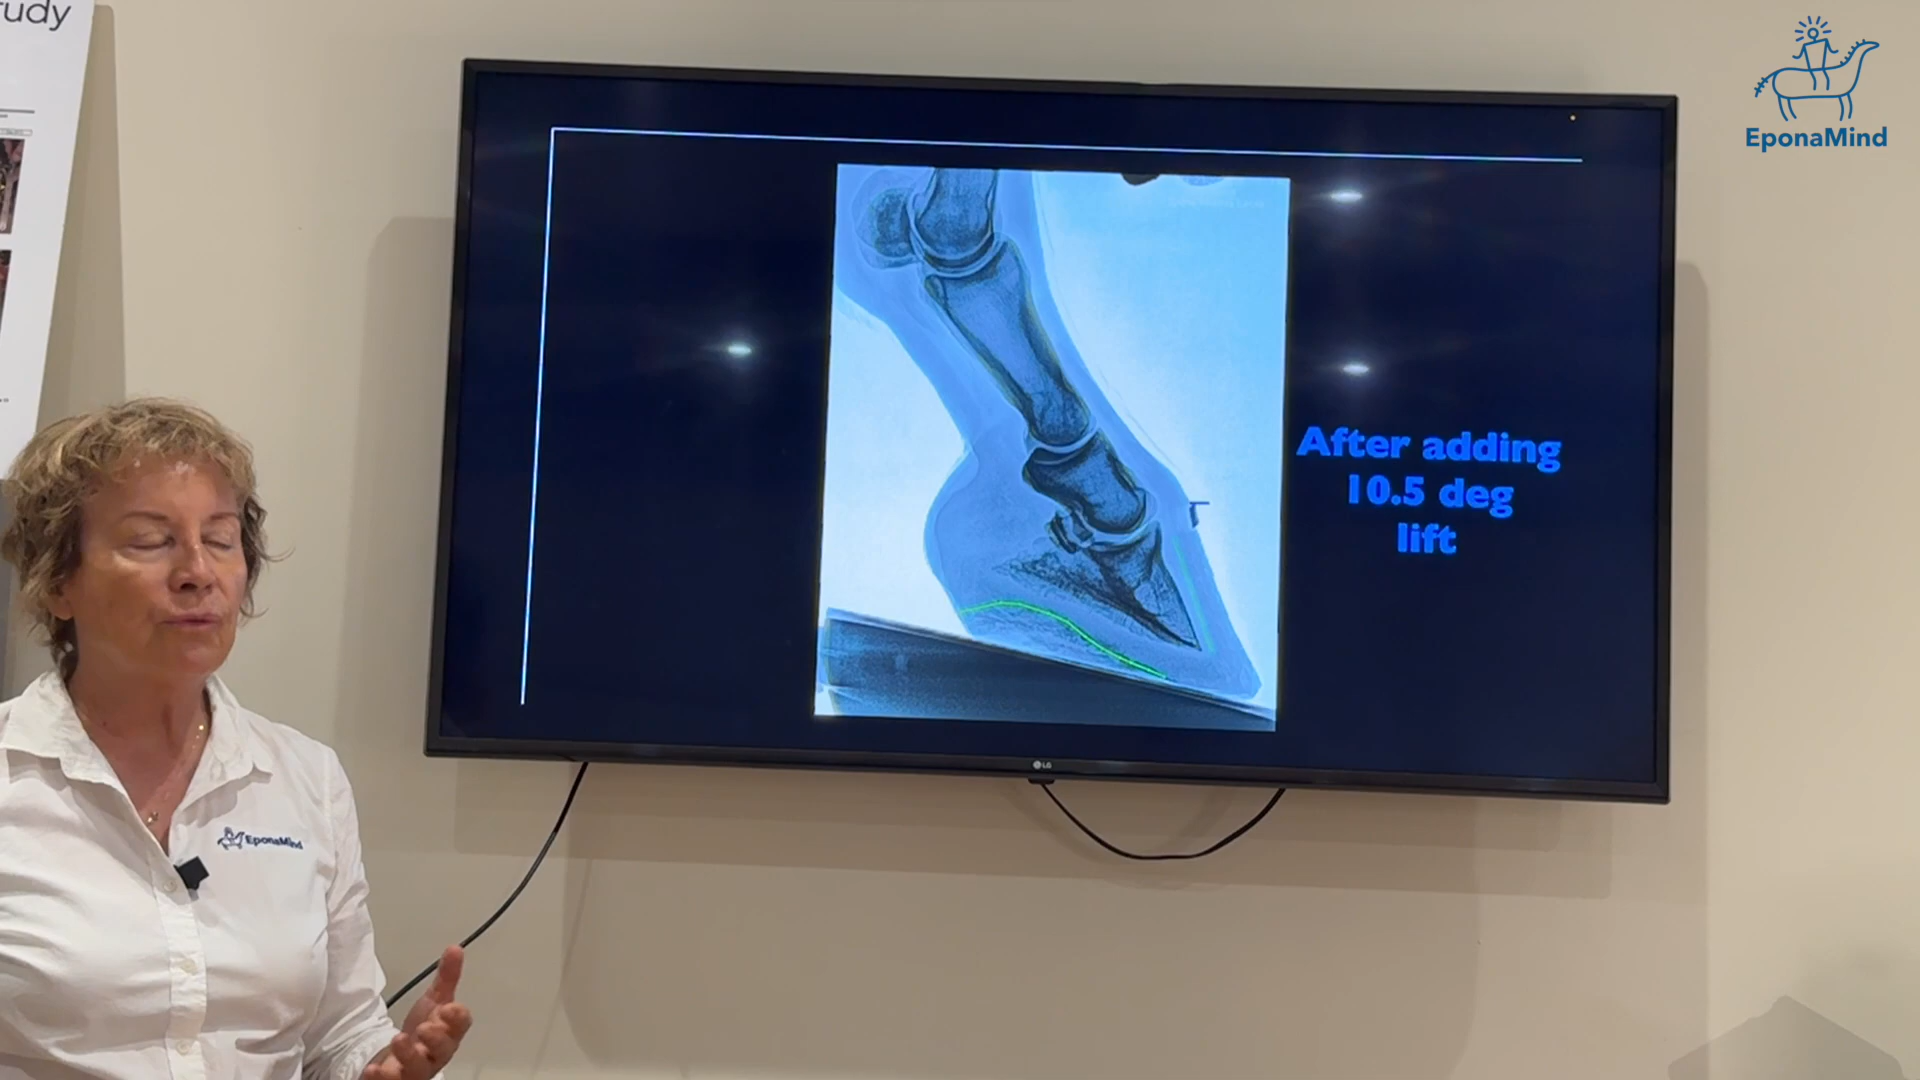 udy
EponaMind
After adding
10.5 deg
lift
LG
EponaMind